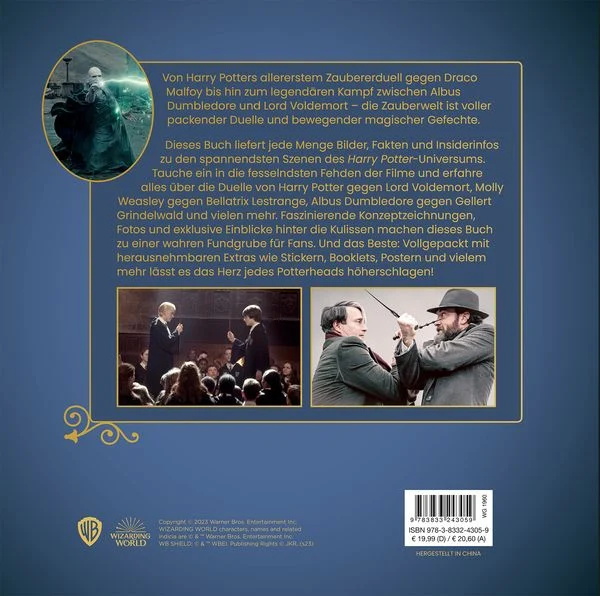 Von Harry Potters allererstem Zaubererduell gegen Draco
Malfoy bis hin zum legendären Kampf zwischen Albus
Dumbledore und Lord Voldemort – die Zauberwelt ist voller
packender Duelle und bewegender magischer Gefechte.
Dieses Buch liefert jede Menge Bilder, Fakten und Insiderinfos
zu den spannendsten Szenen des Harry Potter-Universums.
Tauche ein in die fesselndsten Fehden der Filme und erfahre
alles über die Duelle von Harry Potter gegen Lord Voldemort, Molly
Weasley gegen Bellatrix Lestrange, Albus Dumbledore gegen Gellert
Grindelwald und vielen mehr. Faszinierende Konzeptzeichnungen,
Fotos und exklusive Einblicke hinter die Kulissen machen dieses Buch
zu einer wahren Fundgrube für Fans. Und das Beste: Vollgepackt mit
herausnehmbaren Extras wie Stickern, Booklets, Postern und vielem
mehr lässt es das Herz jedes Potterheads höherschlagen!
WB
WIZARDING
WORLD
Copyright © 2023 Warner Bros. Entertainment Inc.
WIZARDING WORLD characters, names and related
indicia are © & ™ Warner Bros. Entertainment Inc.
WB SHIELD: © & ™ WBEI. Publishing Rights © JKR. (s23)
WG 1960
9 783833 243059
ISBN 978-3-8332-4305-9
€ 19,99 (D) / € 20,60 (A)
HERGESTELLT IN CHINA